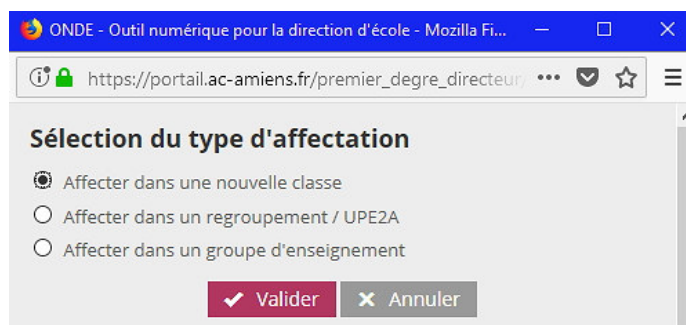 ONDE - Outil numérique pour la direction d'école - Mozilla Fi...
https://portail.ac-amiens.fr/premier_degre_directeur/
Sélection du type d'affectation
Affecter dans une nouvelle classe
Affecter dans un regroupement / UPE2A
Affecter dans un groupe d'enseignement
Valider Annuler